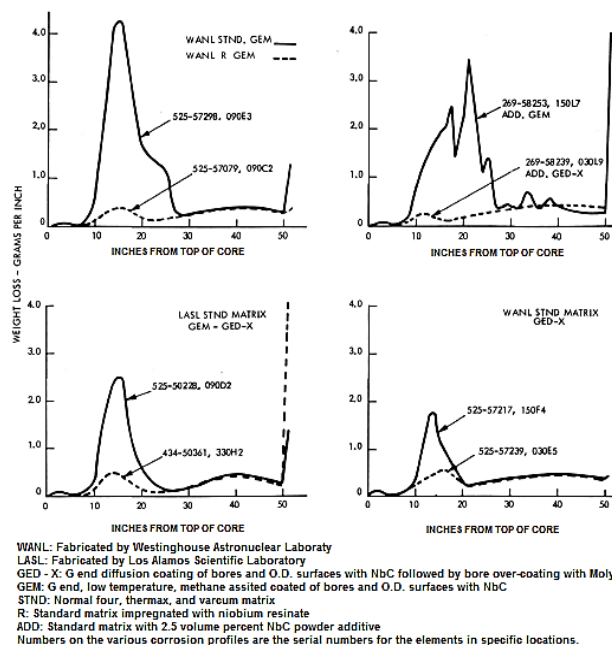 WEIGHT LOSS - GRAMS PER INCH
4.0
3.0
2.0
1.0
0
WANL STND, GEM
WANL R GEM
525-57298, 090E3
525-57079, 090C2
0 10 20 30 40 50
INCHES FROM TOP OF CORE
4.0
3.0
2.0
1.0
0
269-58253, 150L7
ADD, GEM
269-58239, 030L9
ADD, GED-X
0 10 20 30 40 50
INCHES FROM TOP OF CORE
4.0
3.0
2.0
1.0
0
LASL STND MATRIX
GEM - GED-X
525-50228, 090D2
434-50361, 330H2
0 10 20 30 40 50
INCHES FROM TOP OF CORE
4.0
3.0
2.0
1.0
0
WANL STND MATRIX
GED-X
525-57217, 150F4
525-57239, 030E5
0 10 20 30 40 50
INCHES FROM TOP OF CORE
WANL: Fabricated by Westinghouse Astronuclear Laboraty
LASL: Fabricated by Los Alamos Scientific Laboratory
GED - X: G end diffusion coating of bores and O.D. surfaces with NbC followed by bore over-coating with Moly
GEM: G end, low temperature, methane assited coated of bores and O.D. surfaces with NbC
STND: Normal four, thermax, and varcum matrix
R: Standard matrix impregnated with niobium resinate
ADD: Standard matrix with 2.5 volume percent NbC powder additive
Numbers on the various corrosion profiles are the serial numbers for the elements in specific locations.